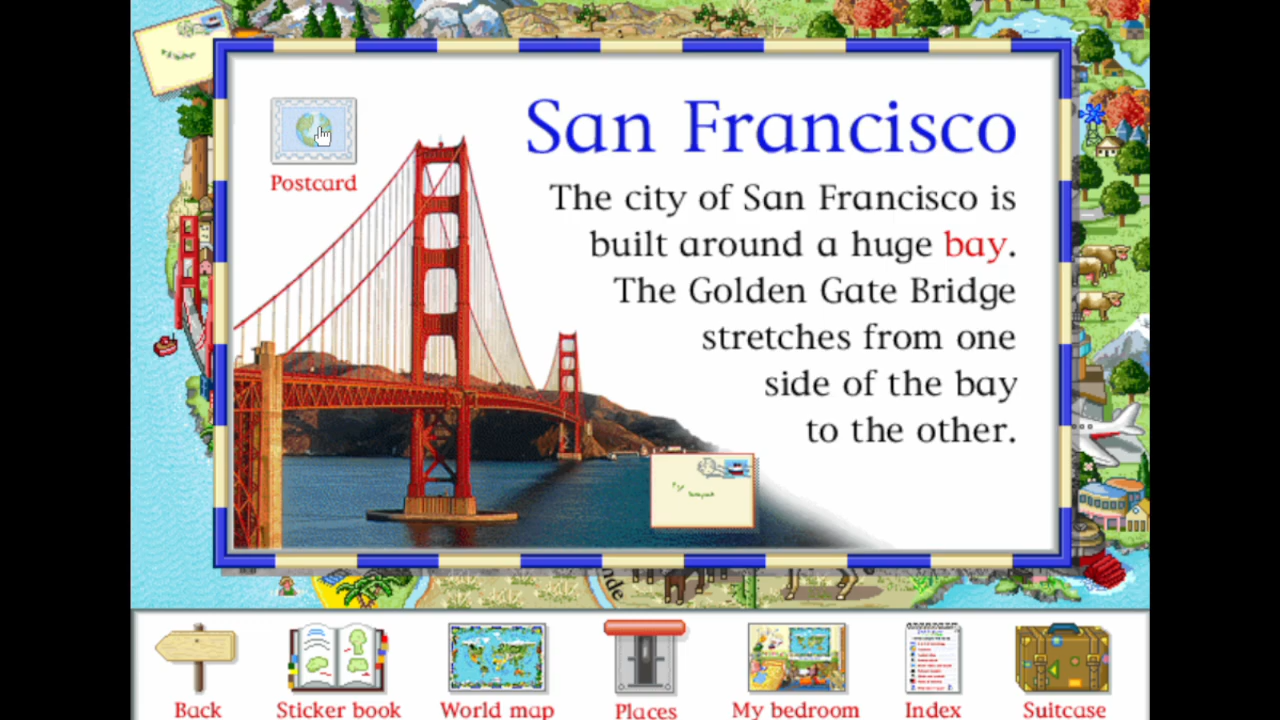 San Francisco
Postcard
The city of San Francisco is
built around a huge bay.
The Golden Gate Bridge
stretches from one
side of the bay
to the other.
nde
Back
Sticker book
World map
Places
My bedroom
Index
Suitcase